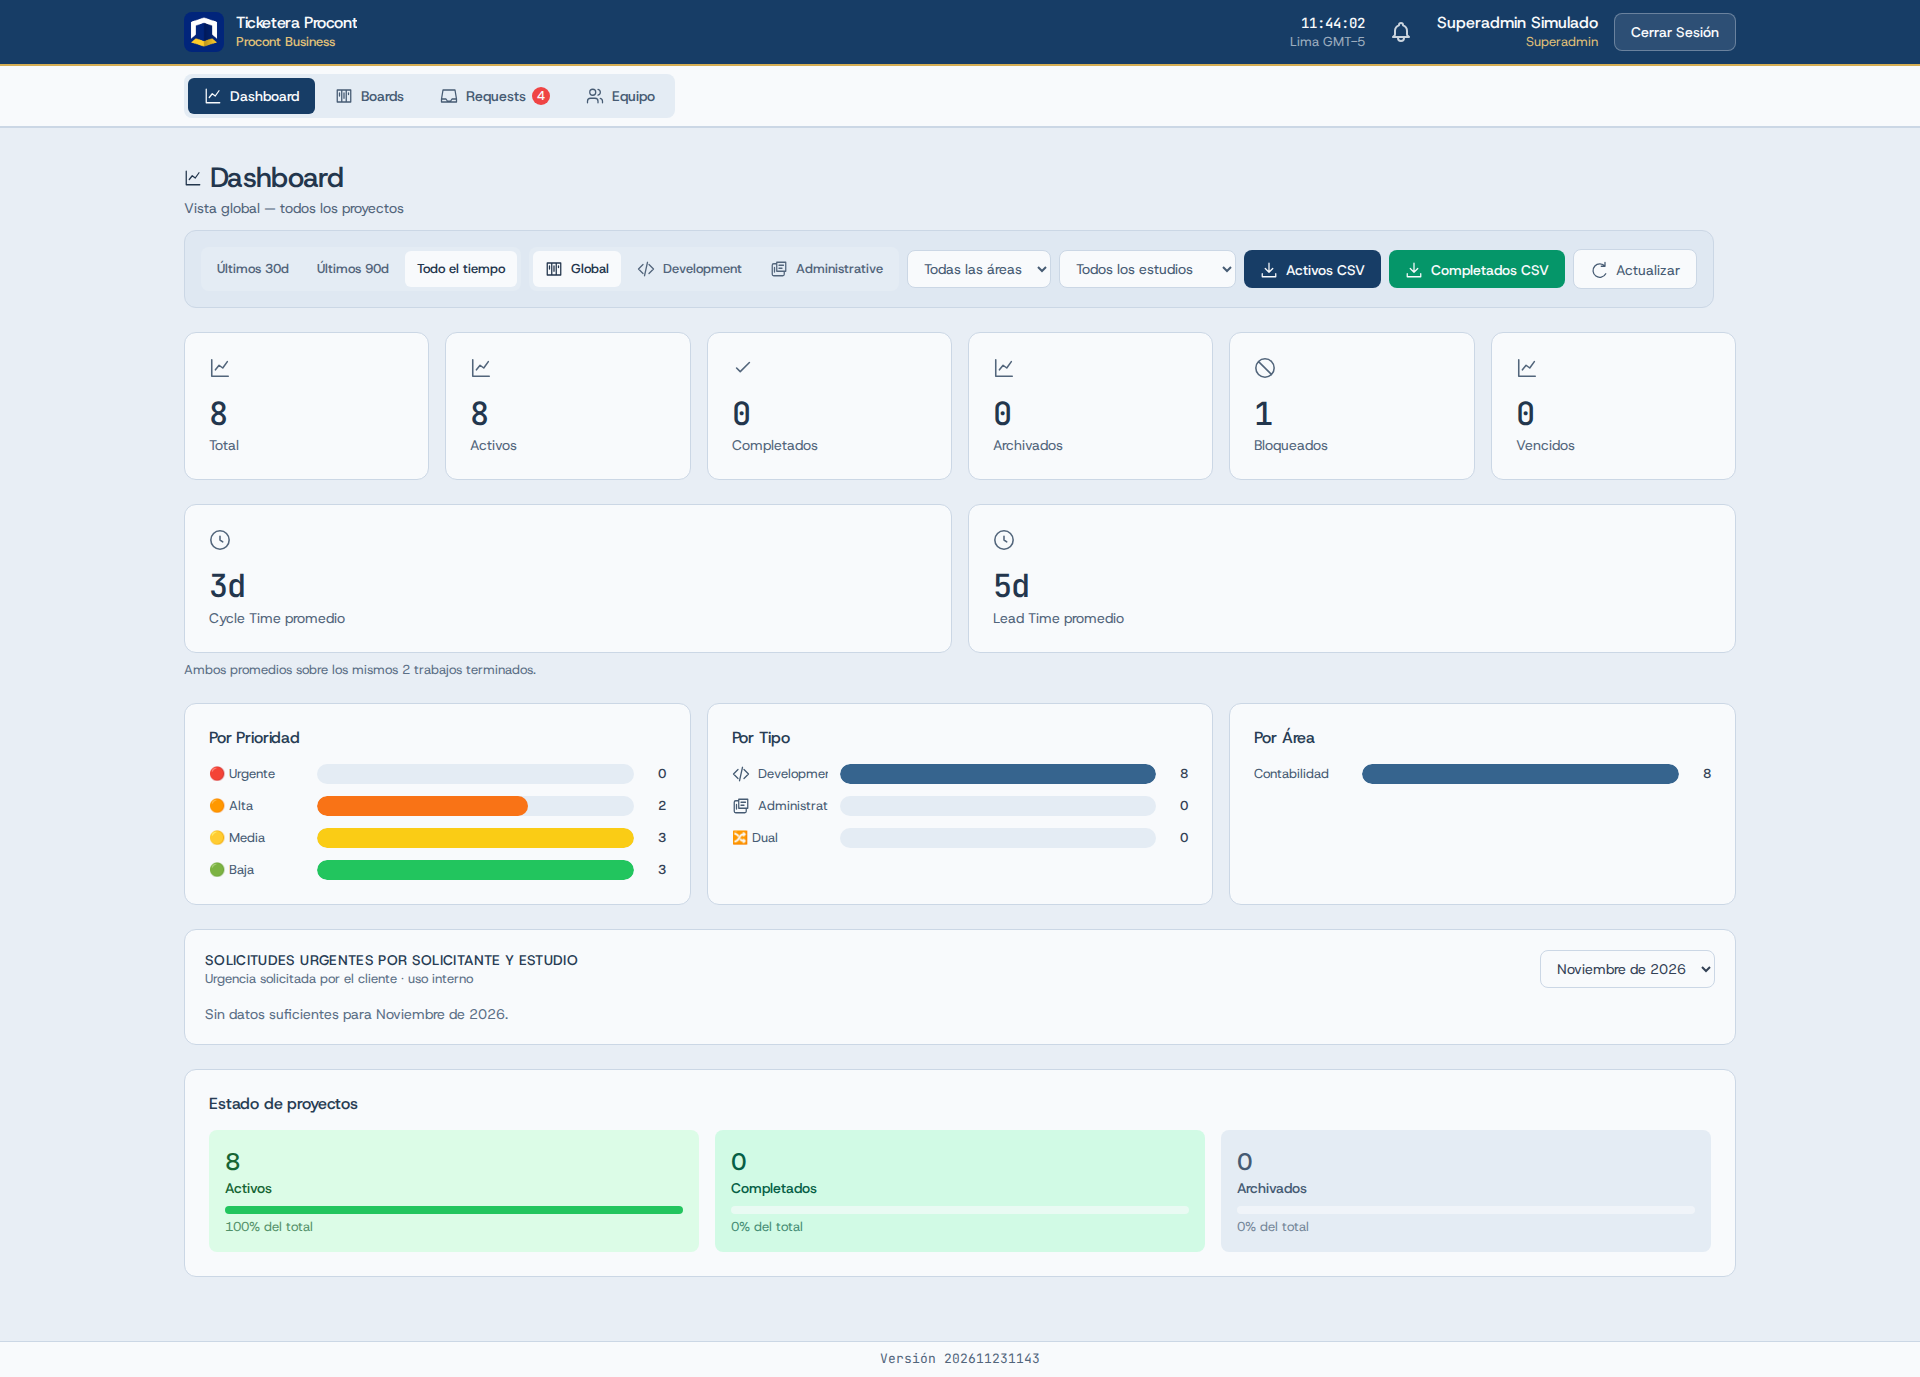 Ticketera Procont
Procont Business
11:44:02
Lima GMT-5
Superadmin Simulado
Superadmin
Cerrar Sesión
Dashboard
Boards
Requests 4
Equipo
Dashboard
Vista global — todos los proyectos
Últimos 30d
Últimos 90d
Todo el tiempo
Global
Development
Administrative
Todas las áreas
Todos los estudios
Activos CSV
Completados CSV
Actualizar
8
Total
8
Activos
0
Completados
0
Archivados
1
Bloqueados
0
Vencidos
3d
Cycle Time promedio
5d
Lead Time promedio
Ambos promedios sobre los mismos 2 trabajos terminados.
Por Prioridad
Urgente 0
Alta 2
Media 3
Baja 3
Por Tipo
Developmer 8
Administrat 0
Dual 0
Por Área
Contabilidad 8
SOLICITUDES URGENTES POR SOLICITANTE Y ESTUDIO
Urgencia solicitada por el cliente · uso interno
Noviembre de 2026
Sin datos suficientes para Noviembre de 2026.
Estado de proyectos
8
Activos
100% del total
0
Completados
0% del total
0
Archivados
0% del total
Versión 202611231143